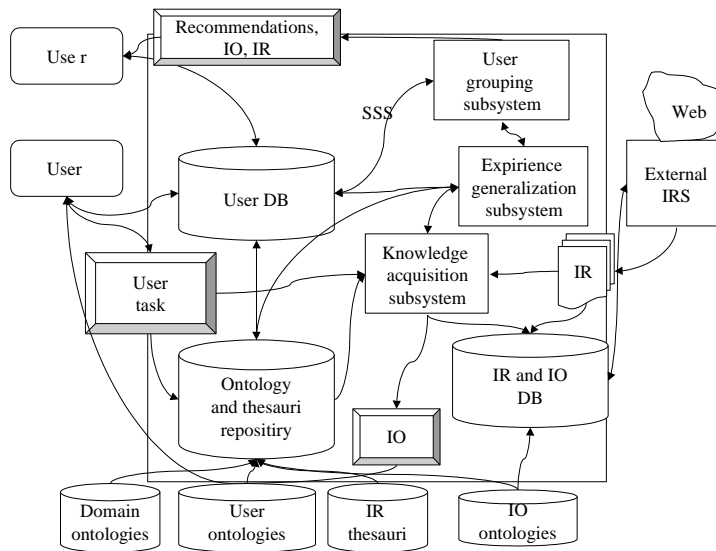 Recommendations,
IO, IR
Use r
User
grouping
subsystem
Web
SSS
User
User DB
Expirience
generalization
subsystem
External
IRS
User
task
Knowledge
acquisition
subsystem
IR
Ontology
and thesauri
repositiry
IR and IO
DB
IO
Domain
ontologies
User
ontologies
IR
thesauri
IO
ontologies